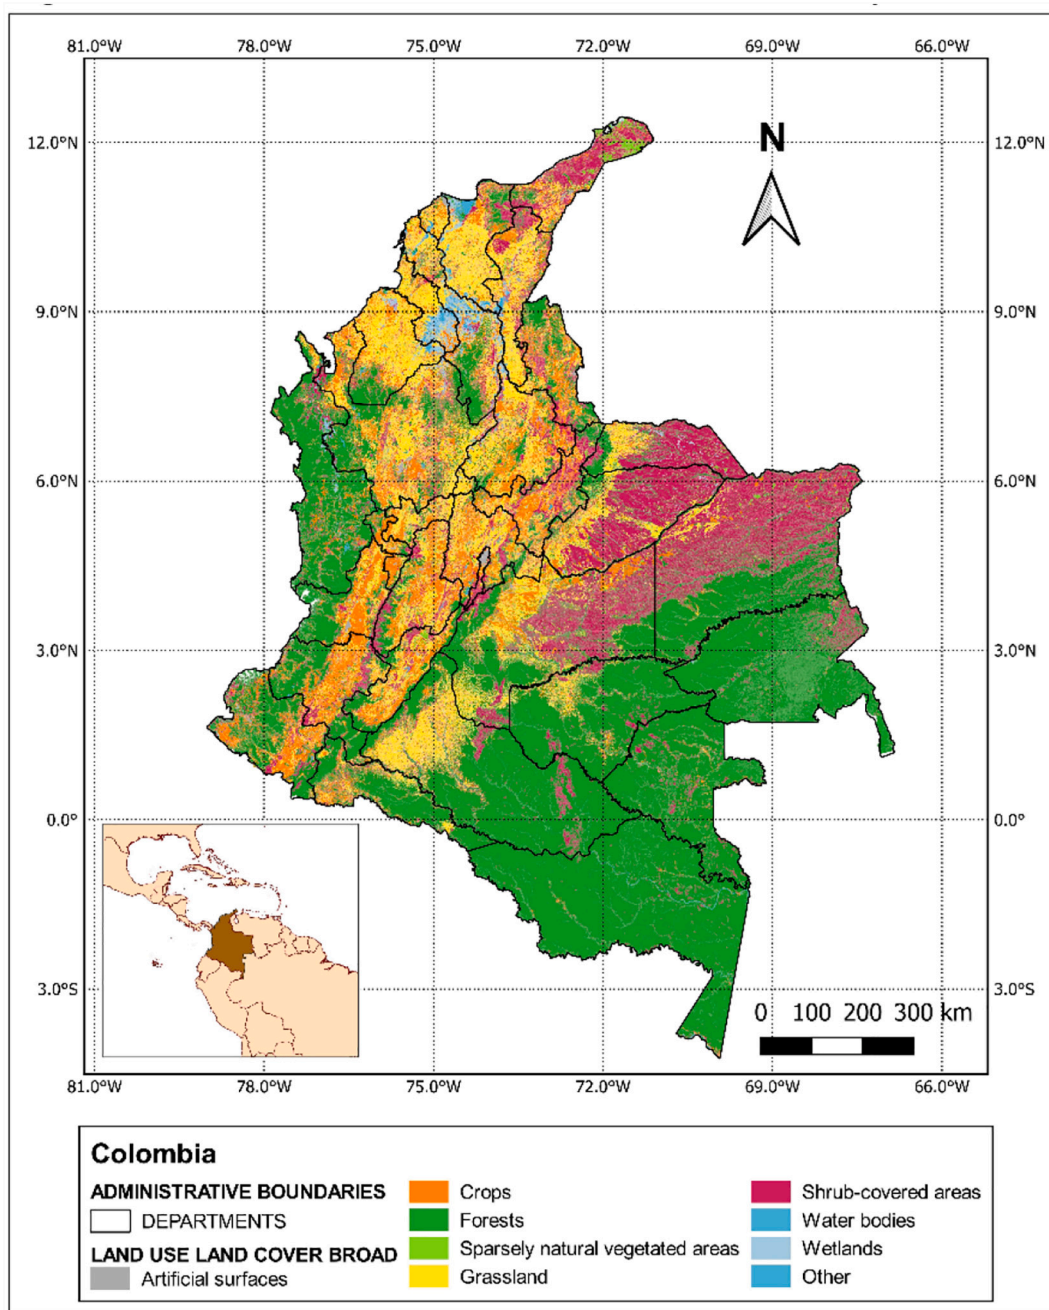 81.0°W 78.0°W 75.0°W 72.0°W 69.0°W 66.0°W
12.0°N 12.0°N
N
9.0°N 9.0°N
6.0°N 6.0°N
3.0°N 3.0°N
0.0° 0.0°
3.0°S 3.0°S
0 100 200 300 km
81.0°W 78.0°W 75.0°W 72.0°W 69.0°W 66.0°W
Colombia
ADMINISTRATIVE BOUNDARIES
DEPARTMENTS
LAND USE LAND COVER BROAD
Artificial surfaces
Crops
Forests
Sparsely natural vegetated areas
Grassland
Shrub-covered areas
Water bodies
Wetlands
Other